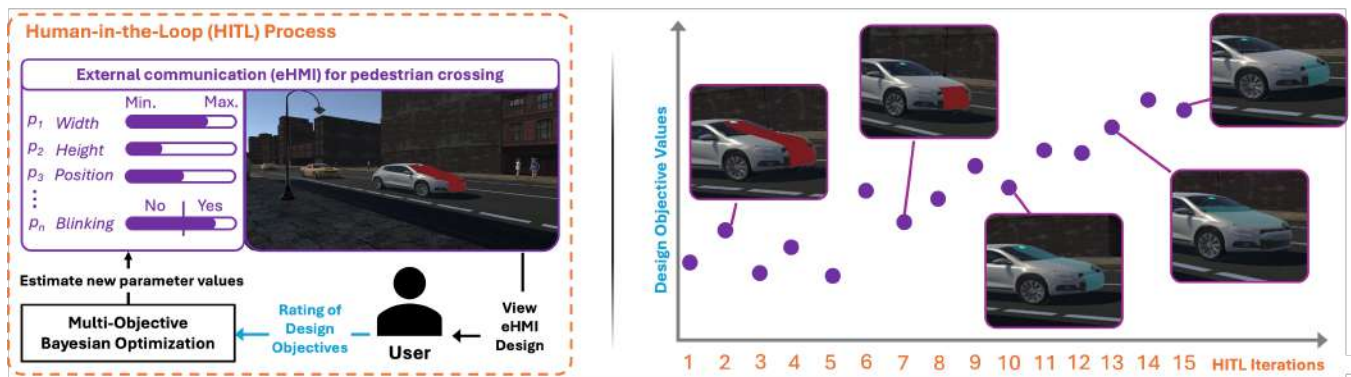 Human-in-the-Loop (HITL) Process
External communication (eHMI) for pedestrian crossing
Min. Max.
p1 Width
p2 Height
p3 Position
⋮
pn Blinking No Yes
Estimate new parameter values
Multi-Objective
Bayesian Optimization
Rating of
Design
Objectives
User
View
eHMI
Design
Design Objective Values
1 2 3 4 5 6 7 8 9 10 11 12 13 14 15 HITL Iterations